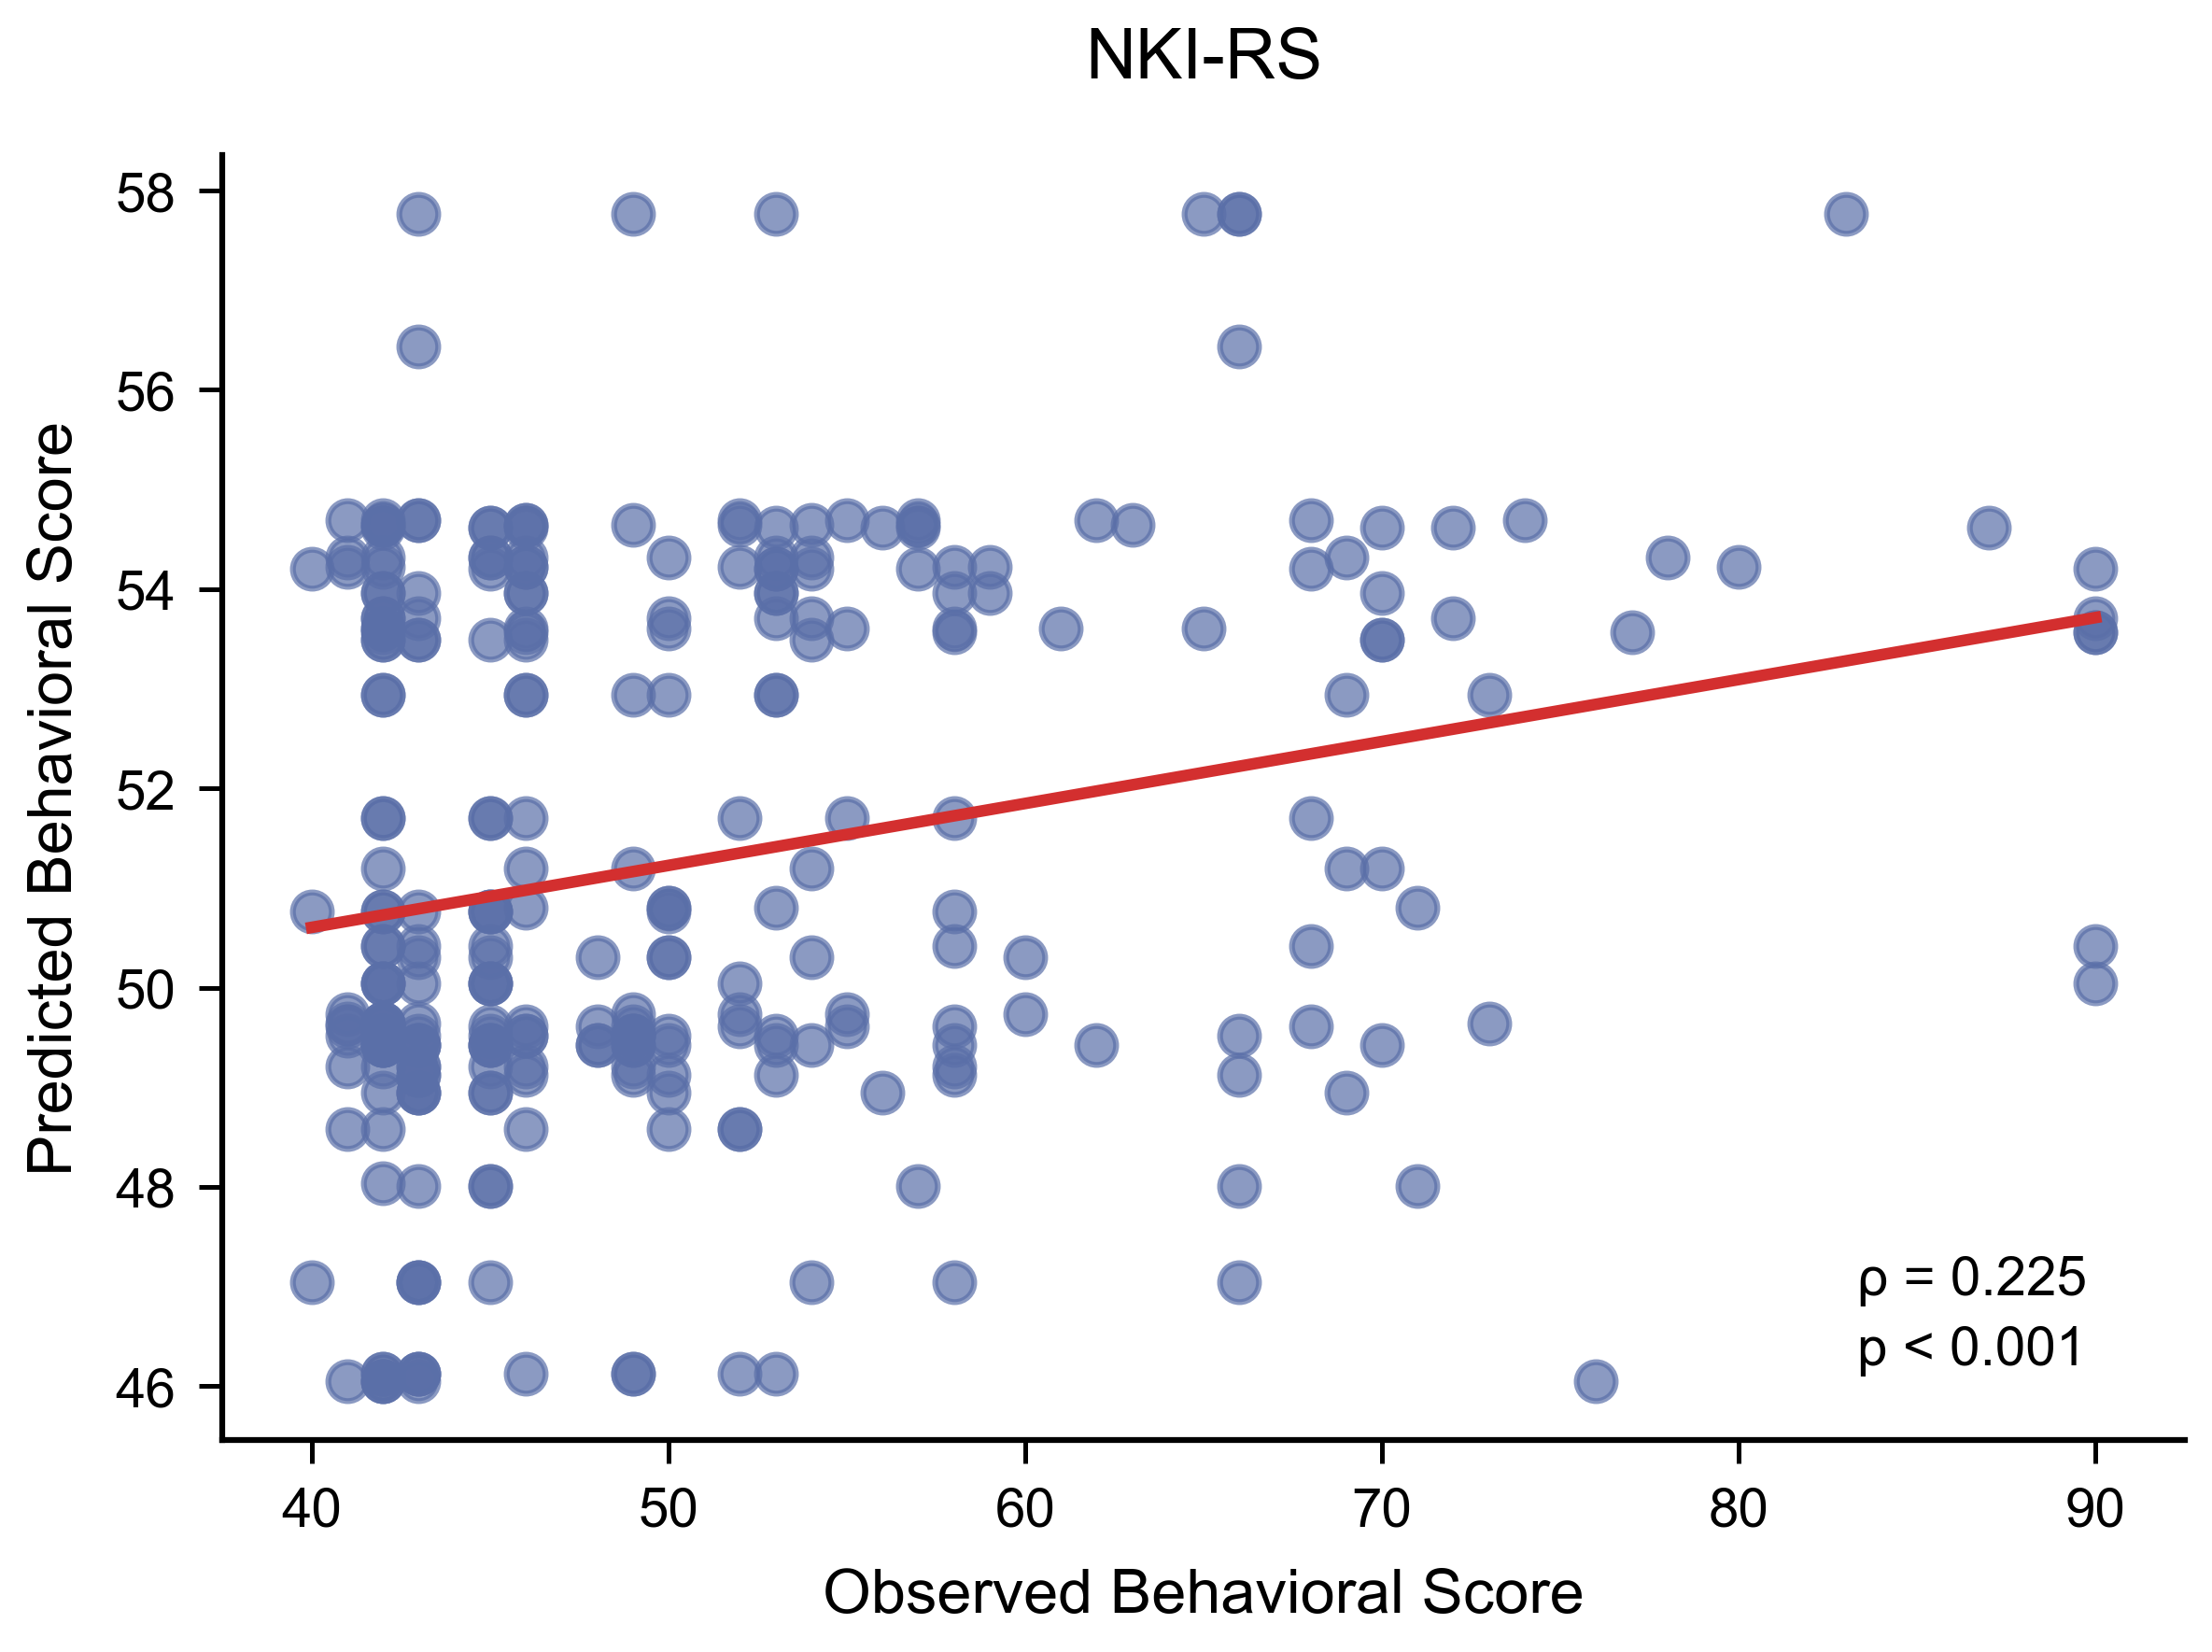 NKI-RS
Predicted Behavioral Score
58
56
54
52
50
48
46
ρ = 0.225
p < 0.001
40 50 60 70 80 90
Observed Behavioral Score